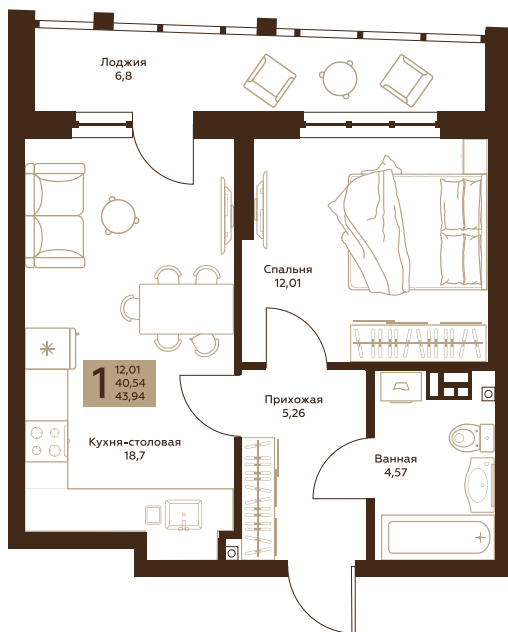 Лоджия
6,8
Спальня
12,01
1
12,01
40,54
43,94
Прихожая
5,26
Кухня-столовая
18,7
Ванная
4,57